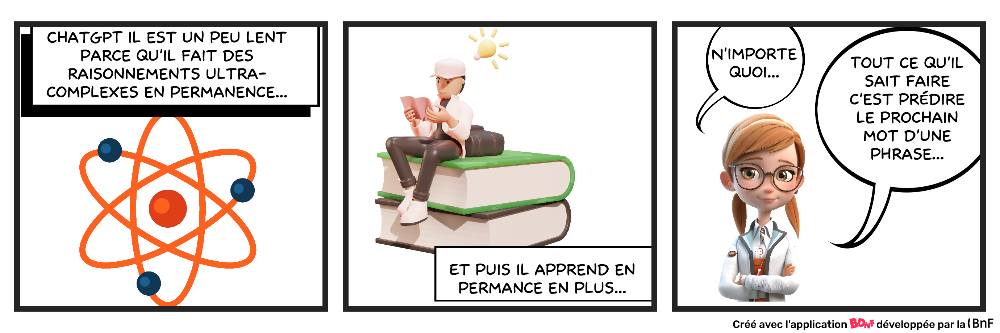 CHATGPT IL EST UN PEU LENT
PARCE QU'IL FAIT DES
RAISONNEMENTS ULTRA-
COMPLEXES EN PERMANENCE...
ET PUIS IL APPREND EN
PERMANCE EN PLUS...
N'IMPORTE
QUOI...
TOUT CE QU'IL
SAIT FAIRE
C'EST PRÉDIRE
LE PROCHAIN
MOT D'UNE
PHRASE...
Créé avec l'application BDnF développée par la {BnF